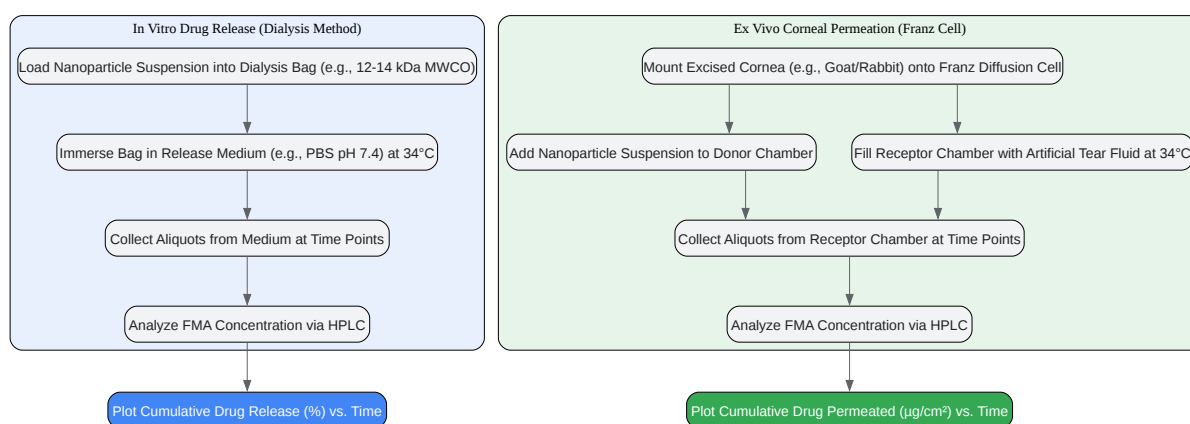 In Vitro Drug Release (Dialysis Method)
Load Nanoparticle Suspension into Dialysis Bag (e.g., 12-14 kDa MWCO)
Immerse Bag in Release Medium (e.g., PBS pH 7.4) at 34°C
Collect Aliquots from Medium at Time Points
Analyze FMA Concentration via HPLC
Plot Cumulative Drug Release (%) vs. Time
Ex Vivo Corneal Permeation (Franz Cell)
Mount Excised Cornea (e.g., Goat/Rabbit) onto Franz Diffusion Cell
Add Nanoparticle Suspension to Donor Chamber
Fill Receptor Chamber with Artificial Tear Fluid at 34°C
Collect Aliquots from Receptor Chamber at Time Points
Analyze FMA Concentration via HPLC
Plot Cumulative Drug Permeated (µg/cm²) vs. Time